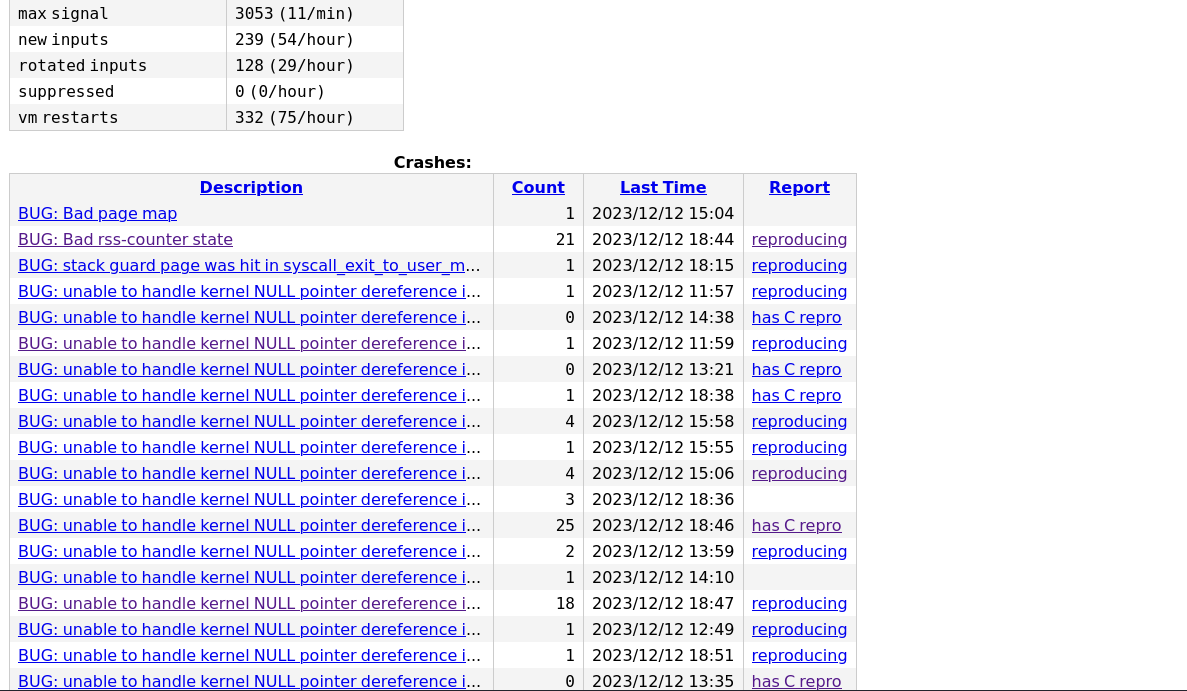 max signal 3053 (11/min)
new inputs 239 (54/hour)
rotated inputs 128 (29/hour)
suppressed 0 (0/hour)
vm restarts 332 (75/hour)
Crashes:
Description Count Last Time Report
BUG: Bad page map 1 2023/12/12 15:04
BUG: Bad rss-counter state 21 2023/12/12 18:44 reproducing
BUG: stack guard page was hit in syscall_exit_to_user_m... 1 2023/12/12 18:15 reproducing
BUG: unable to handle kernel NULL pointer dereference i... 1 2023/12/12 11:57 reproducing
BUG: unable to handle kernel NULL pointer dereference i... 0 2023/12/12 14:38 has C repro
BUG: unable to handle kernel NULL pointer dereference i... 1 2023/12/12 11:59 reproducing
BUG: unable to handle kernel NULL pointer dereference i... 0 2023/12/12 13:21 has C repro
BUG: unable to handle kernel NULL pointer dereference i... 1 2023/12/12 18:38 has C repro
BUG: unable to handle kernel NULL pointer dereference i... 4 2023/12/12 15:58 reproducing
BUG: unable to handle kernel NULL pointer dereference i... 1 2023/12/12 15:55 reproducing
BUG: unable to handle kernel NULL pointer dereference i... 4 2023/12/12 15:06 reproducing
BUG: unable to handle kernel NULL pointer dereference i... 3 2023/12/12 18:36
BUG: unable to handle kernel NULL pointer dereference i... 25 2023/12/12 18:46 has C repro
BUG: unable to handle kernel NULL pointer dereference i... 2 2023/12/12 13:59 reproducing
BUG: unable to handle kernel NULL pointer dereference i... 1 2023/12/12 14:10
BUG: unable to handle kernel NULL pointer dereference i... 18 2023/12/12 18:47 reproducing
BUG: unable to handle kernel NULL pointer dereference i... 1 2023/12/12 12:49 reproducing
BUG: unable to handle kernel NULL pointer dereference i... 1 2023/12/12 18:51 reproducing
BUG: unable to handle kernel NULL pointer dereference i... 0 2023/12/12 13:35 has C repro